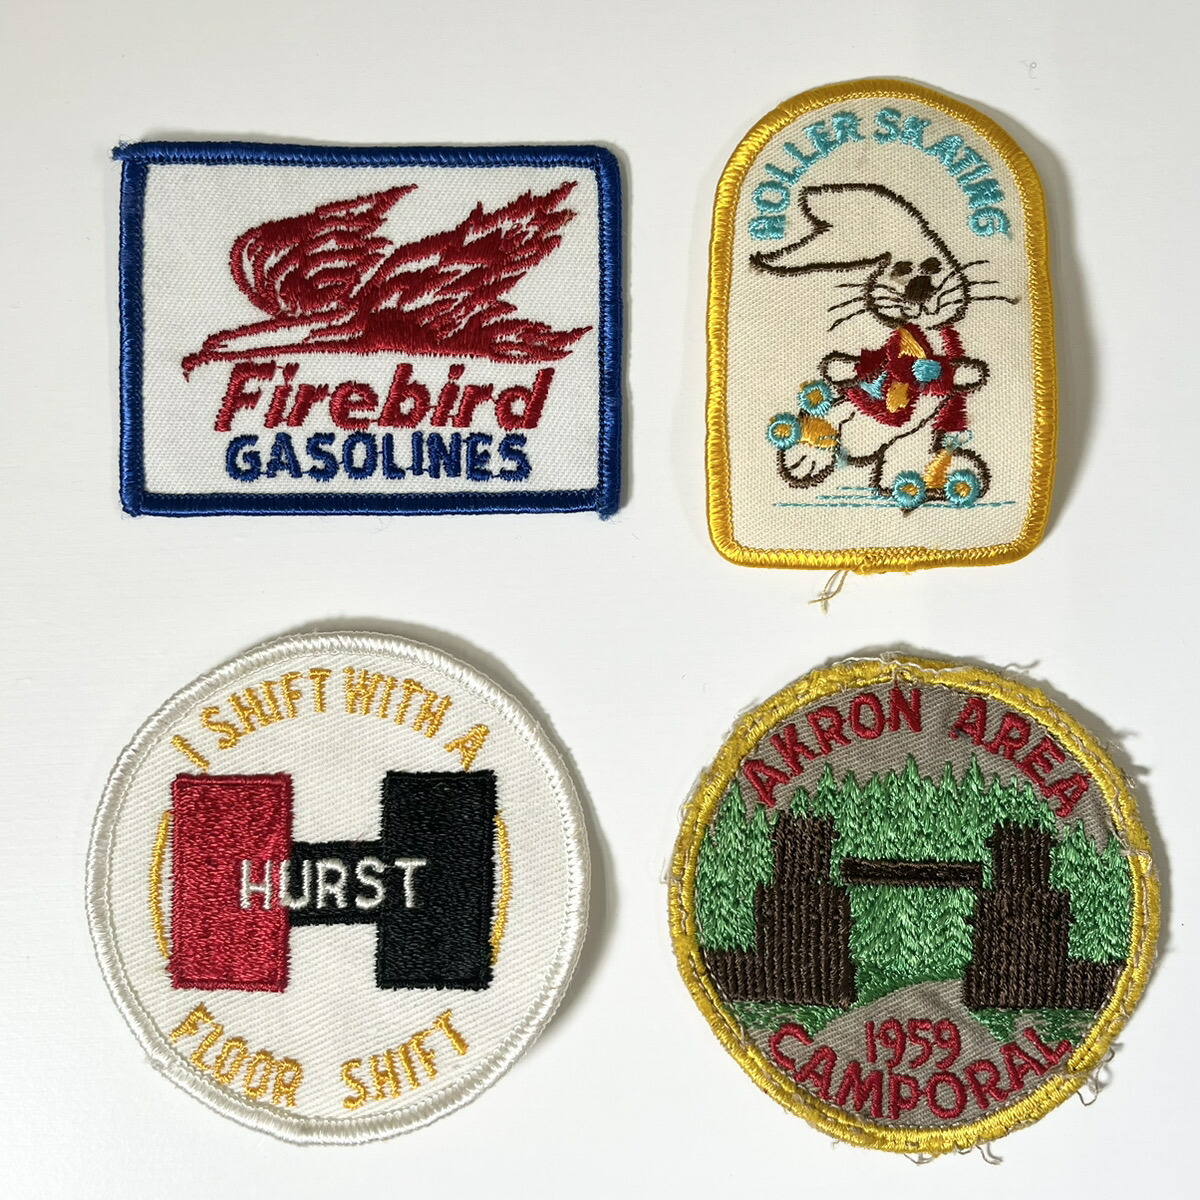 Firebird
GASOLINES
ROLLER SKATING
I SHIFT WITH A
HURST
FLOOR SHIFT
AKRON AREA
1959
CAMPORAL